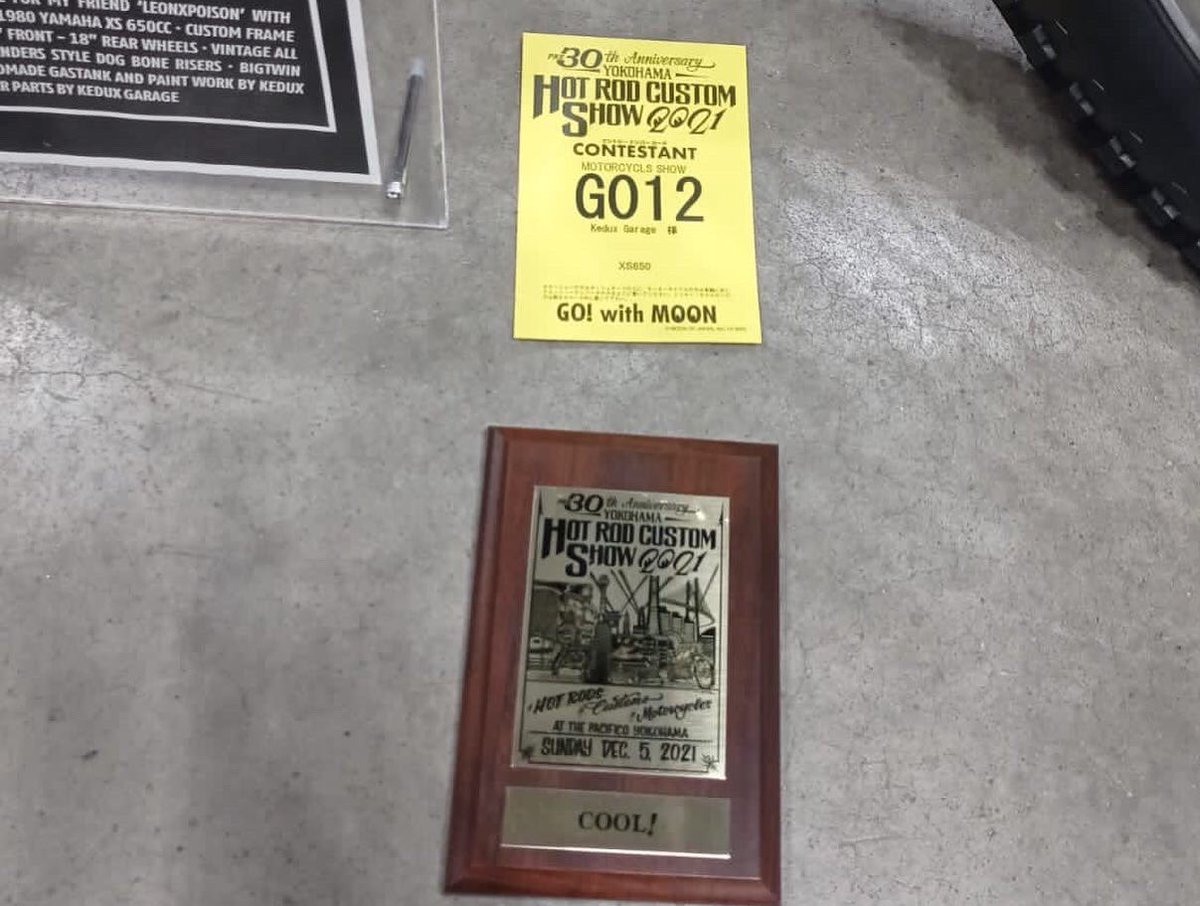 FOR MY FRIEND 'LEONXPOISON' WITH
1980 YAMAHA XS 650CC - CUSTOM FRAME
FRONT – 18" REAR WHEELS - VINTAGE ALL
STYLE DOG BONE RISERS - BIGTWIN
GASTANK AND PAINT WORK BY KEDUX
PARTS BY KEDUX GARAGE
30th Anniversary
YOKOHAMA
HOT ROD CUSTOM
SHOW 2021
CONTESTANT
MOTORCYCLS SHOW
G012
Kedux Garage 様
XS650
GO! with MOON
30th Anniversary
YOKOHAMA
HOT ROD CUSTOM
SHOW 2021
HOT RODS
Customs
Motorcycles
AT THE PACIFICO YOKOHAMA
SUNDAY DEC. 5, 2021
COOL!